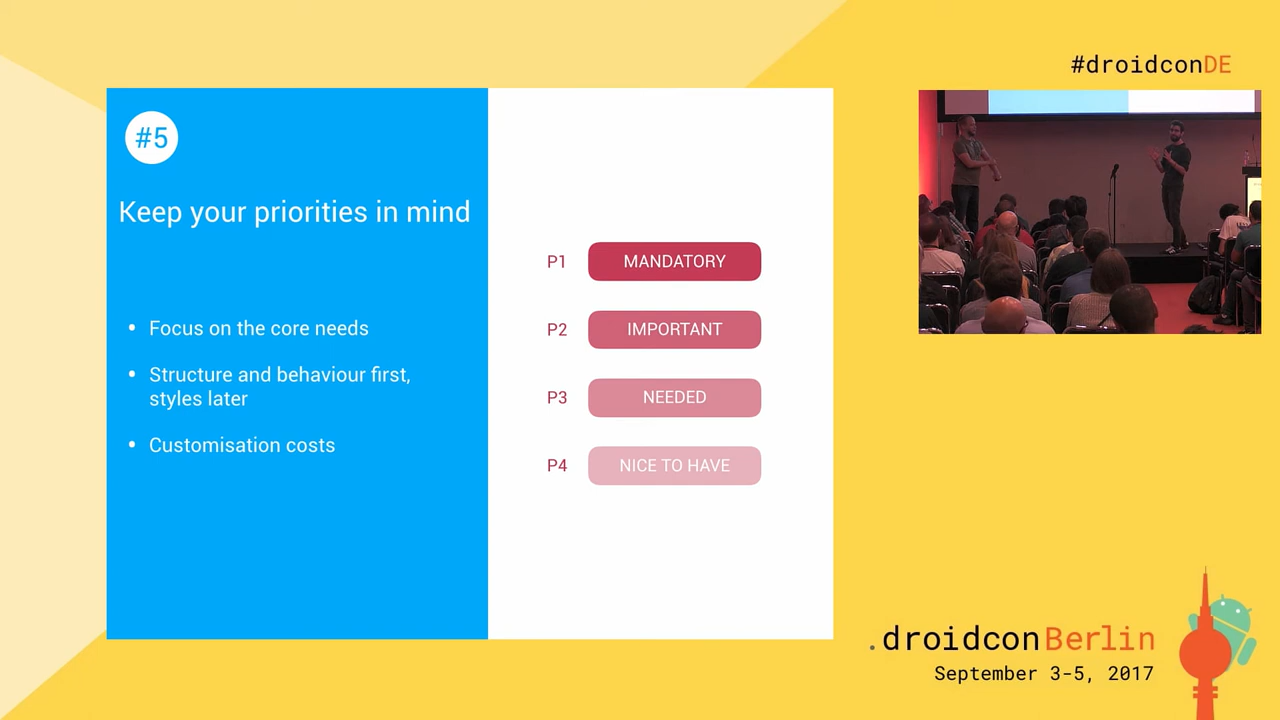 #droidconDE
#5
Keep your priorities in mind
• Focus on the core needs
• Structure and behaviour first,
styles later
• Customisation costs
P1 MANDATORY
P2 IMPORTANT
P3 NEEDED
P4 NICE TO HAVE
.droidconBerlin
September 3-5, 2017